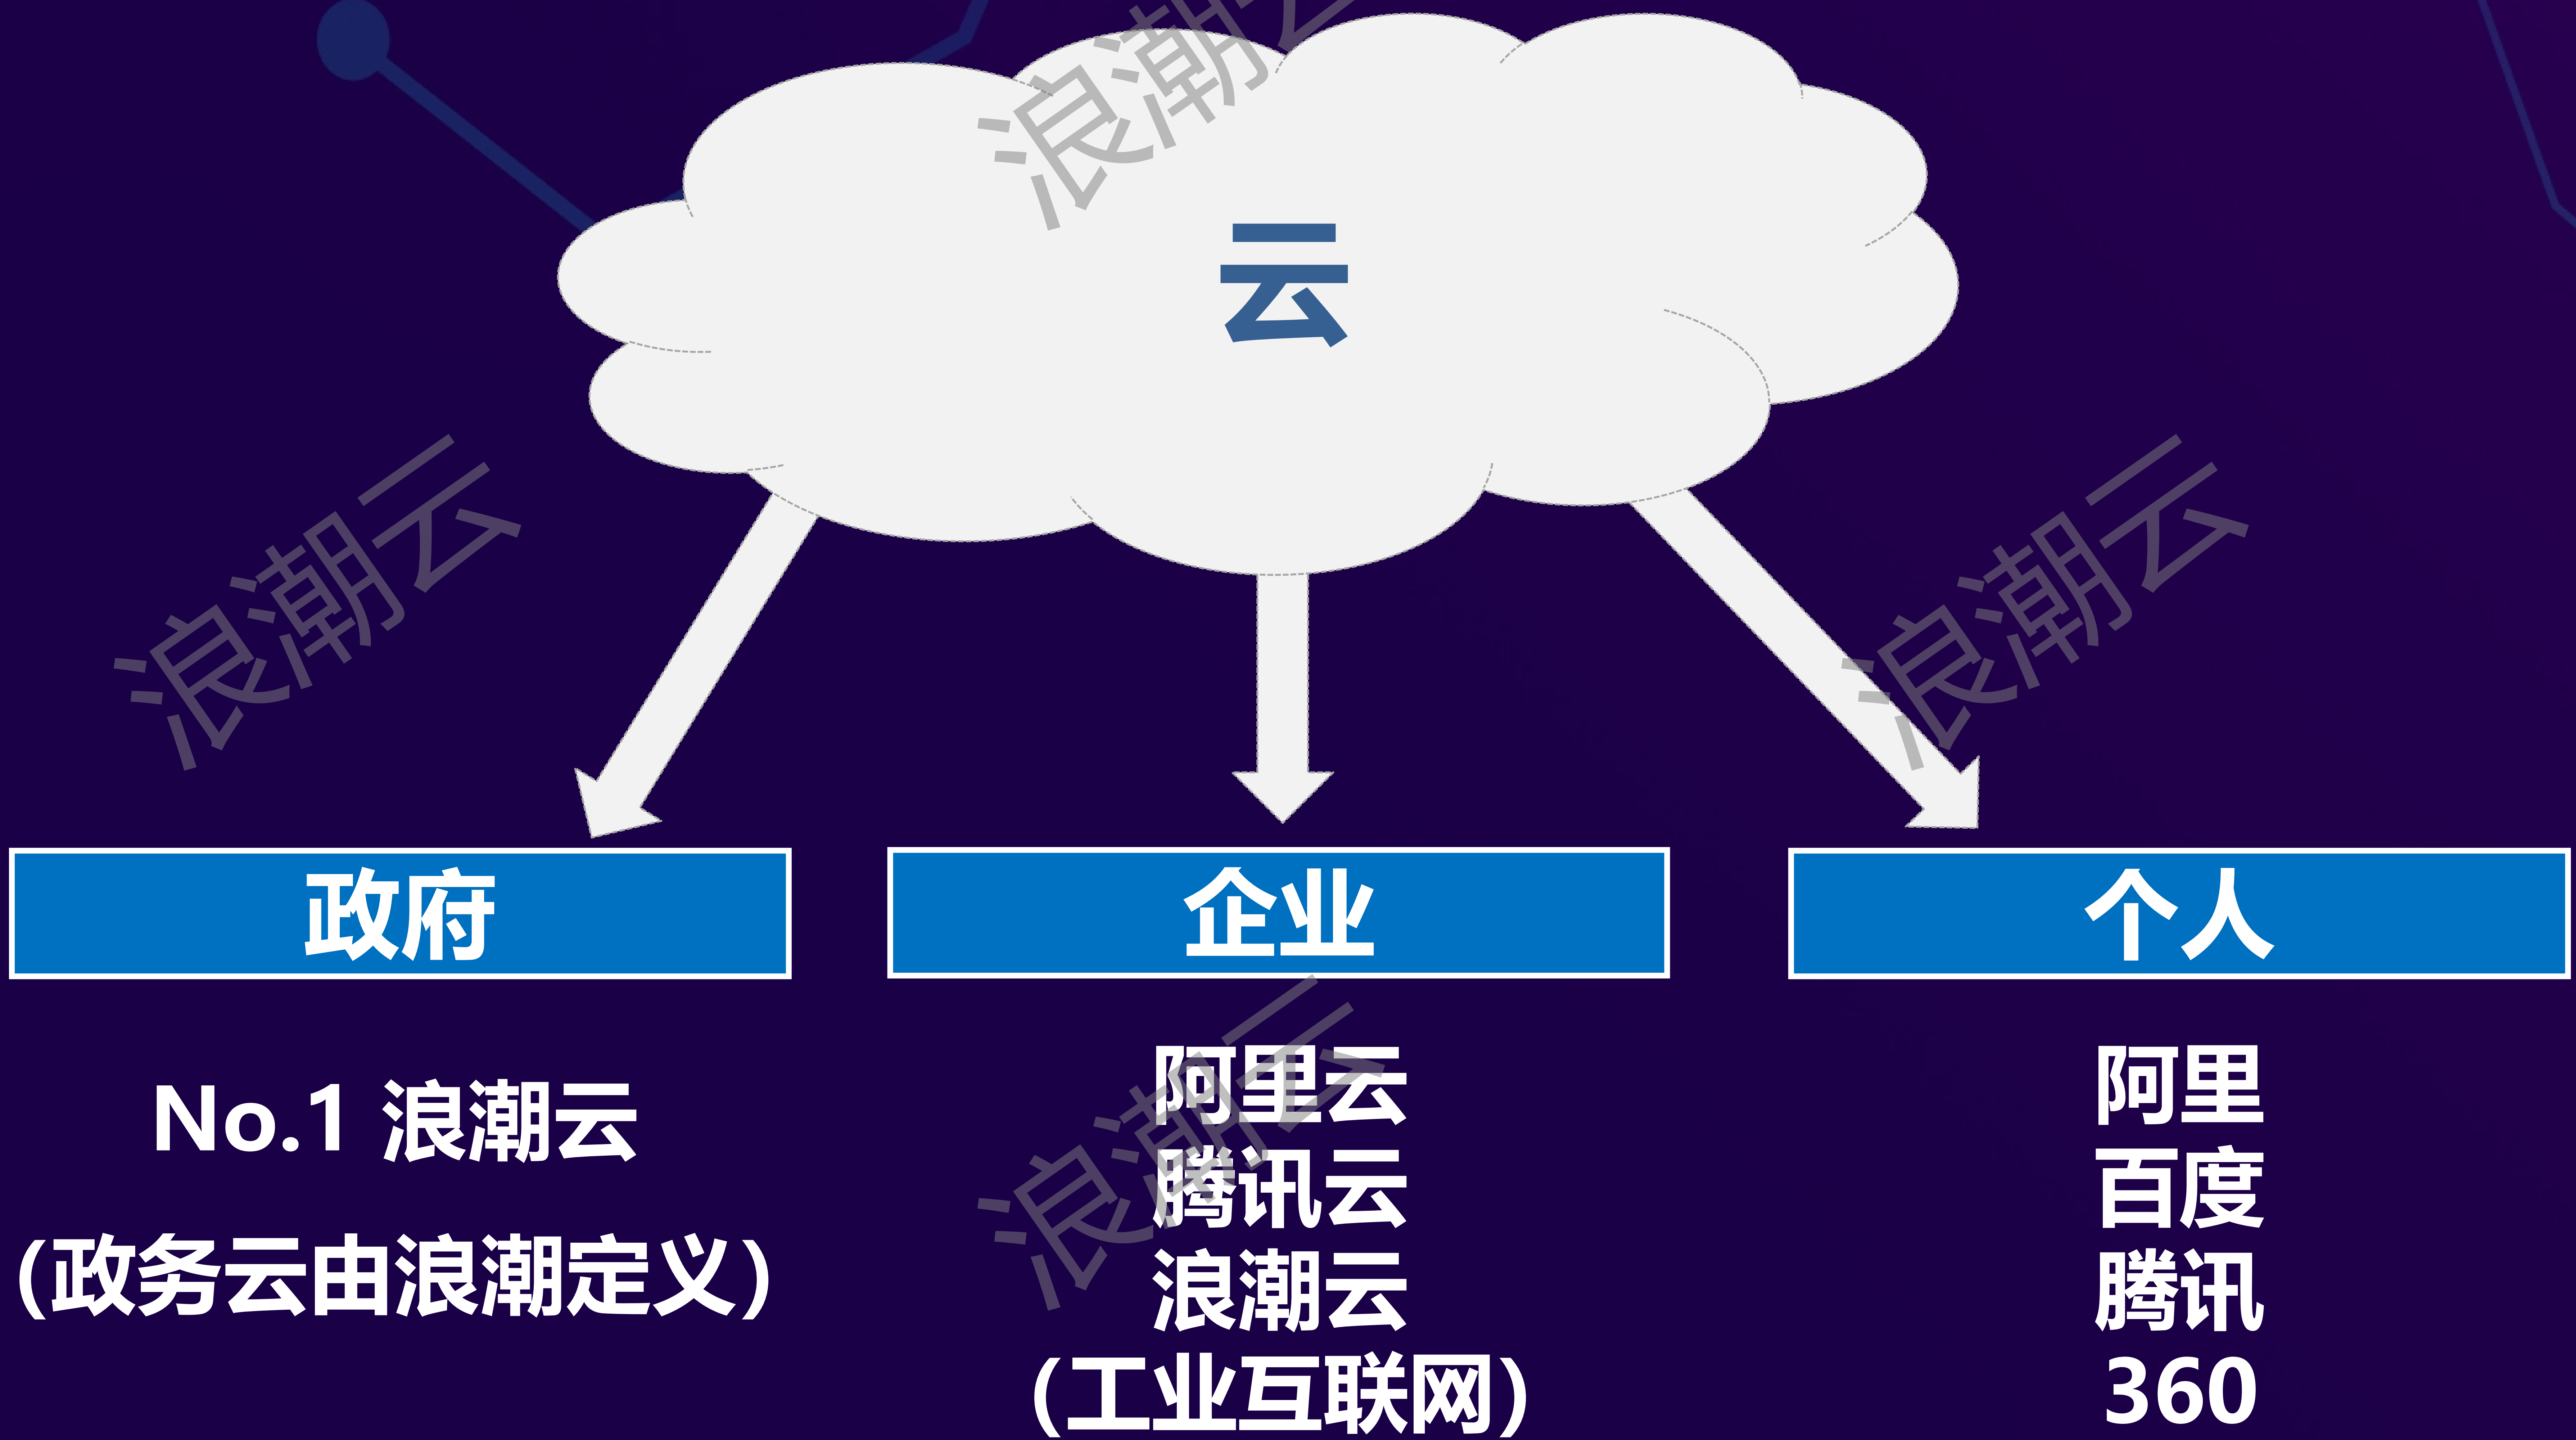 浪潮云
云
浪潮云
浪潮云
政府
No.1 浪潮云
(政务云由浪潮定义)
企业
浪潮云
阿里云
腾讯云
浪潮云
(工业互联网)
个人
阿里
百度
腾讯
360